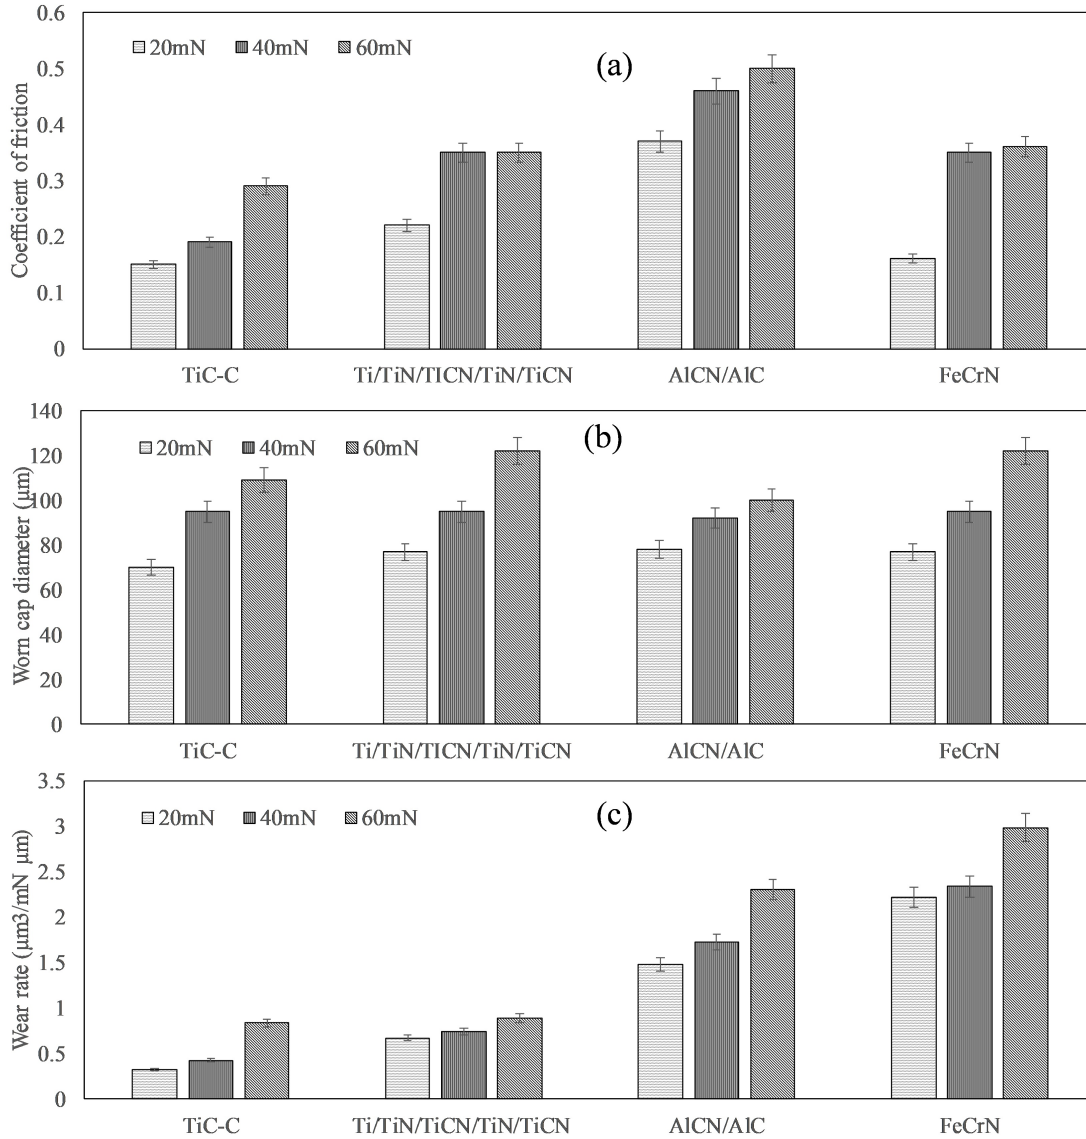 0.6
0.5
0.4
0.3
0.2
0.1
0
Coefficient of friction
20mN 40mN 60mN
(a)
TiC-C Ti/TiN/TICN/TiN/TiCN AlCN/AlC FeCrN
140
120
100
80
60
40
20
0
Worn cap diameter (μm)
20mN 40mN 60mN
(b)
TiC-C Ti/TiN/TICN/TiN/TiCN AlCN/AlC FeCrN
3.5
3
2.5
2
1.5
1
0.5
0
Wear rate (μm3/mN μm)
20mN 40mN 60mN
(c)
TiC-C Ti/TiN/TiCN/TiN/TiCN AlCN/AlC FeCrN